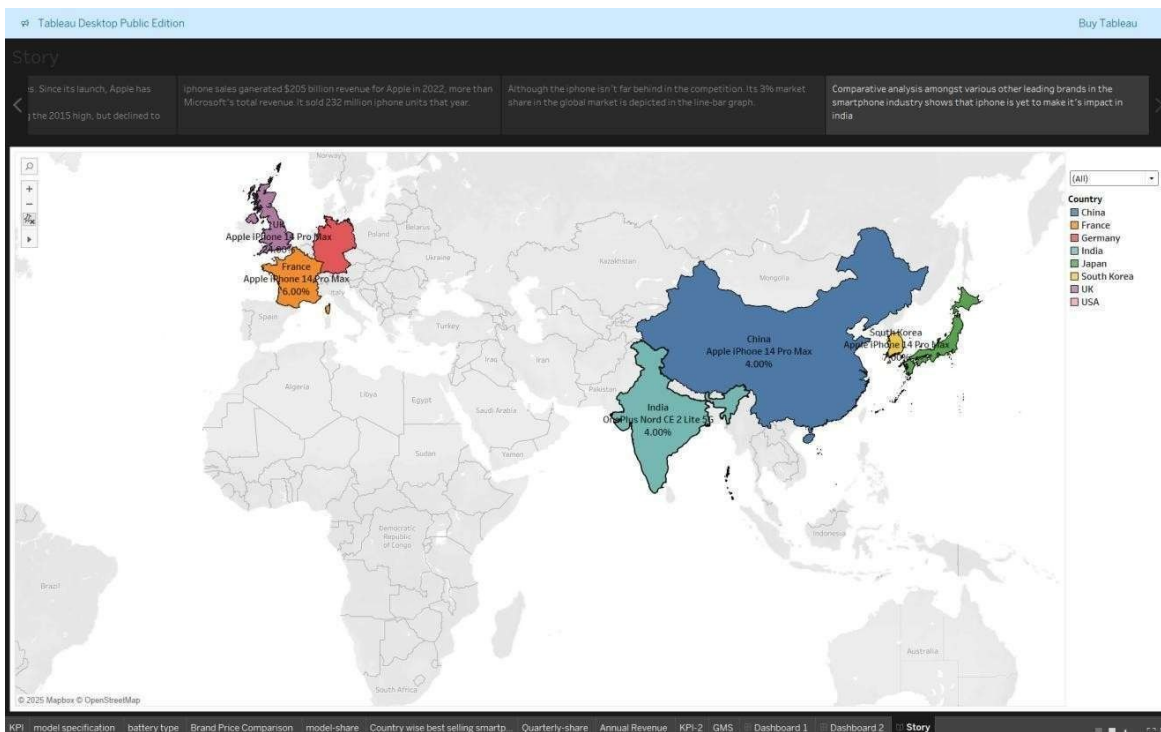 Tableau Desktop Public Edition
Buy Tableau
Story
s. Since its launch, Apple has
the 2015 high, but declined to
iphone sales ganerated $205 billion revenue for Apple in 2022, more than
Microsoft's total revenue. It sold 232 million iphone units that year.
Although the iphone isn't far behind in the competition. Its 3% market
share in the global market is depicted in the line-bar graph.
Comparative analysis amongst various other leading brands in the
smartphone industry shows that iphone is yet to make it's impact in
india
(All)
Country
China
France
Germany
India
Japan
South Korea
UK
USA
Norway
UK
Apple iPhone 14 Pro Max
Poland
Belarus
Ukraine
Kazakhstan
Mongolia
France
Apple iPhone 14 Pro Max
6.00%
Italy
Spain
Turkey
China
Apple iPhone 14 Pro Max
4.00%
South Korea
Apple iPhone 14 Pro Max
Iraq
Iran
Pakistan
Algeria
Libya
Egypt
Saudi Arabia
India
OnePlus Nord CE 2 Lite 5G
4.00%
Sudan
Yemen
Democratic
Republic
of Congo
Indonesia
Brazil
Australia
South Africa
© 2025 Mapbox © OpenStreetMap
KPI model specification battery type Brand Price Comparison model-share Country wise best selling smartp... Quarterly-share Annual Revenue KPI-2 GMS Dashboard 1 Dashboard 2 Story